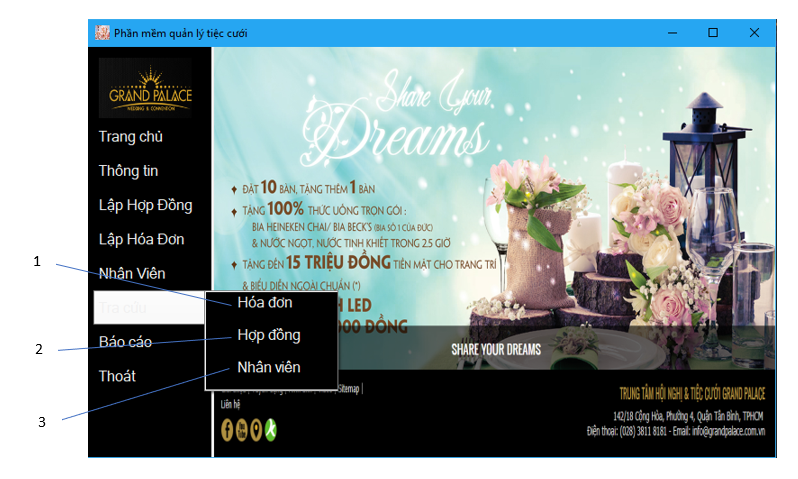 Phần mềm quản lý tiệc cưới
GRAND PALACE
WEDDING & CONVENTION
Trang chủ
Thông tin
Lập Hợp Đồng
Lập Hóa Đơn
Nhân Viên
Tra cứu
Báo cáo
Thoát
1
2
3
Hóa đơn
Hợp đồng
Nhân viên
Share Your
Dreams
ĐẶT 10 BÀN, TẶNG THÊM 1 BÀN
TẶNG 100% THỨC UỐNG TRỌN GÓI :
BIA HEINEKEN CHAI/ BIA BECK'S (BIA SỐ 1 CỦA ĐỨC)
& NƯỚC NGỌT, NƯỚC TINH KHIẾT TRONG 2.5 GIỜ
TẶNG ĐẾN 15 TRIỆU ĐỒNG TIỀN MẶT CHO TRANG TRÍ
& BIỂU DIỄN NGOÀI CHUẨN (*)
LED
000 ĐỒNG
SHARE YOUR DREAMS
Sitemap
Liên hệ
TRUNG TÂM HỘI NGHỊ & TIỆC CƯỚI GRAND PALACE
142/18 Cộng Hòa, Phường 4, Quận Tân Bình, TPHCM
Điện thoại: (028) 3811 8181 - Email: info@grandpalace.com.vn